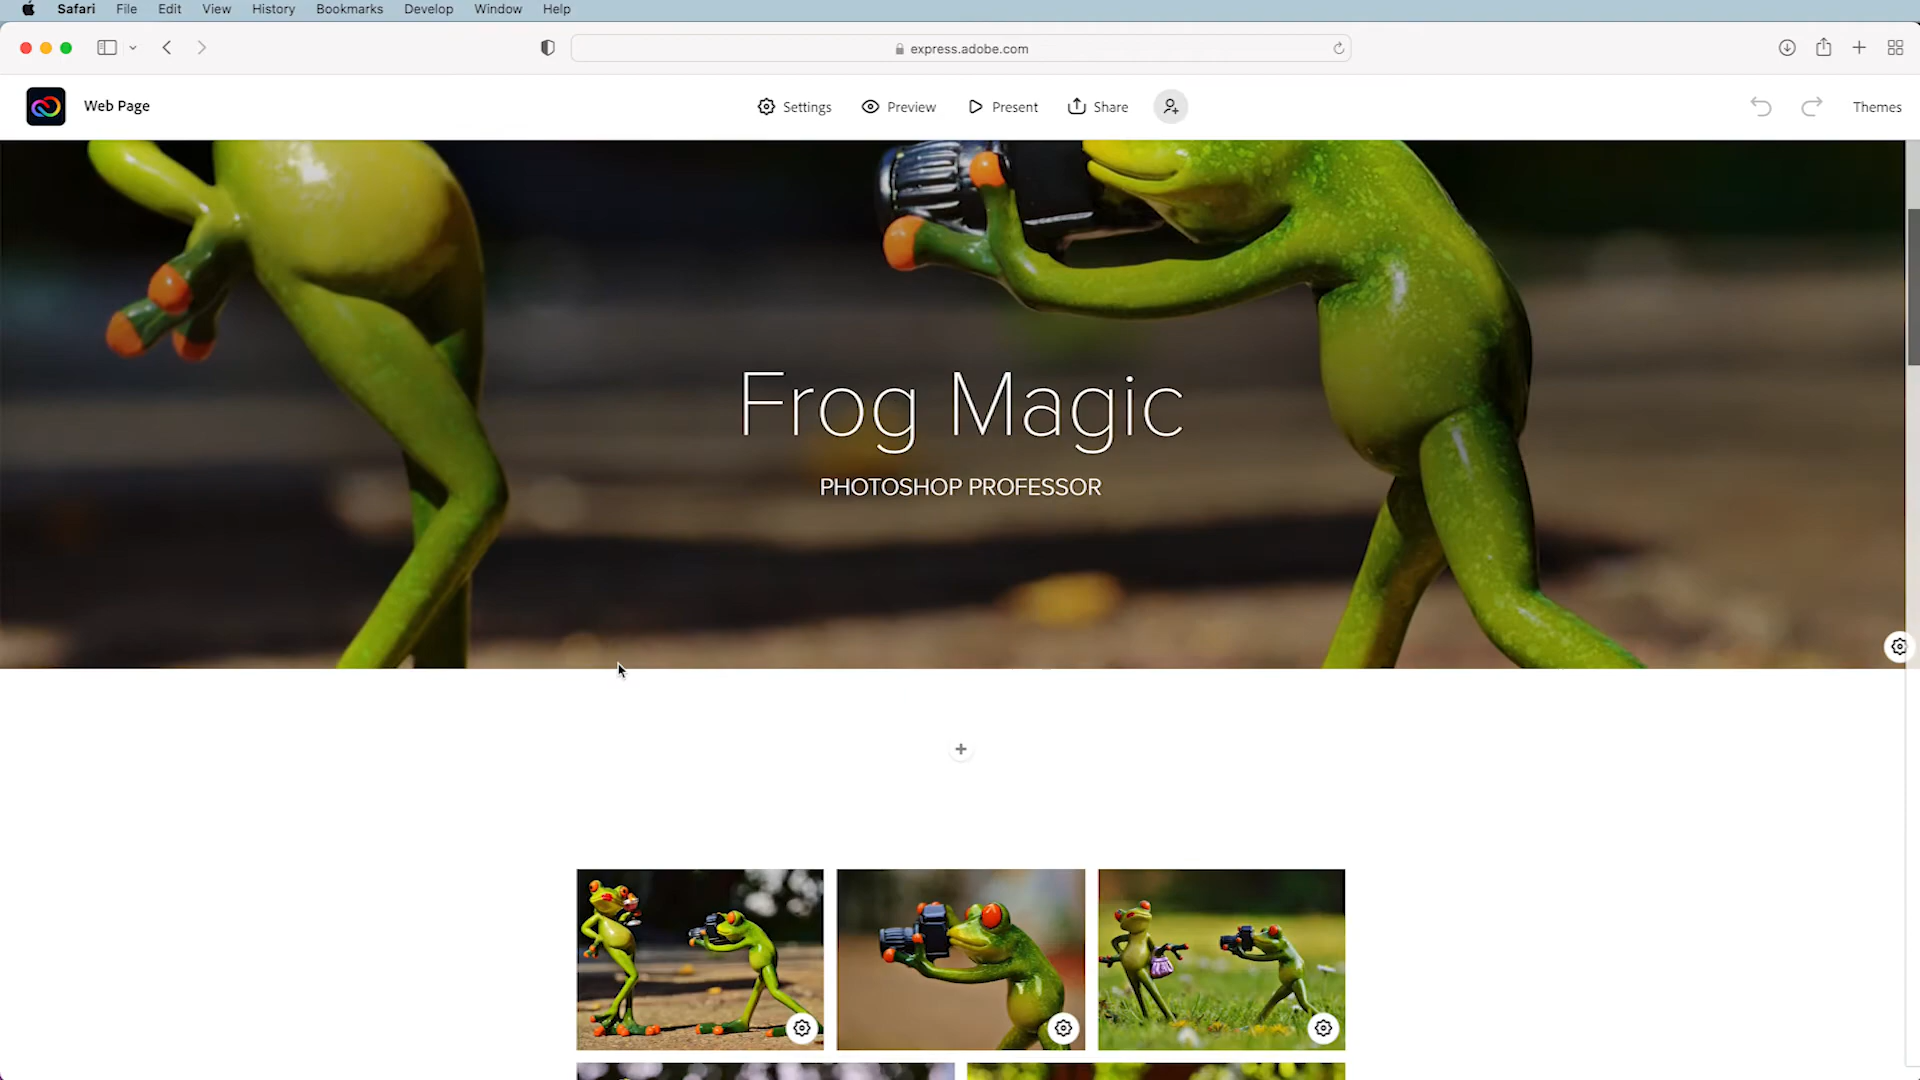 Safari File Edit View History Bookmarks Develop Window Help
express.adobe.com
Web Page Settings Preview Present Share Themes
Frog Magic
PHOTOSHOP PROFESSOR